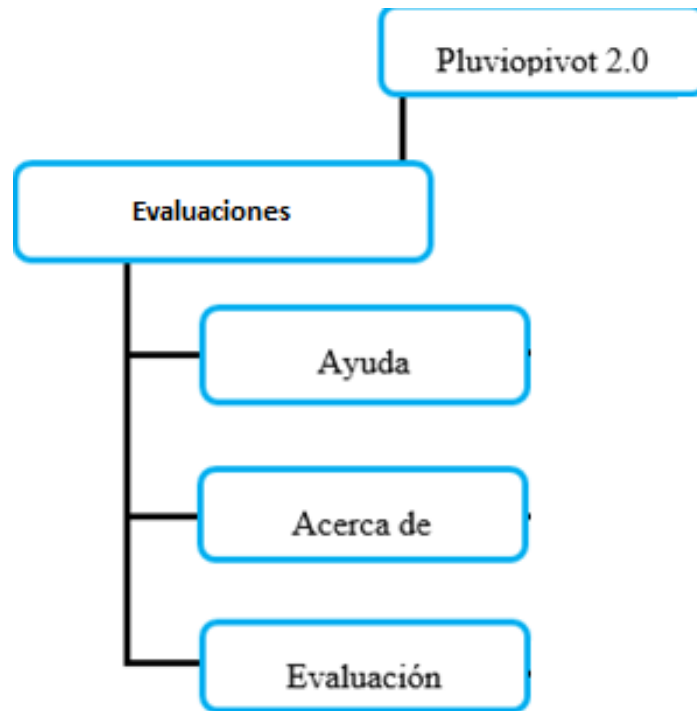 Pluviopivot 2.0
Evaluaciones
Ayuda
Acerca de
Evaluación